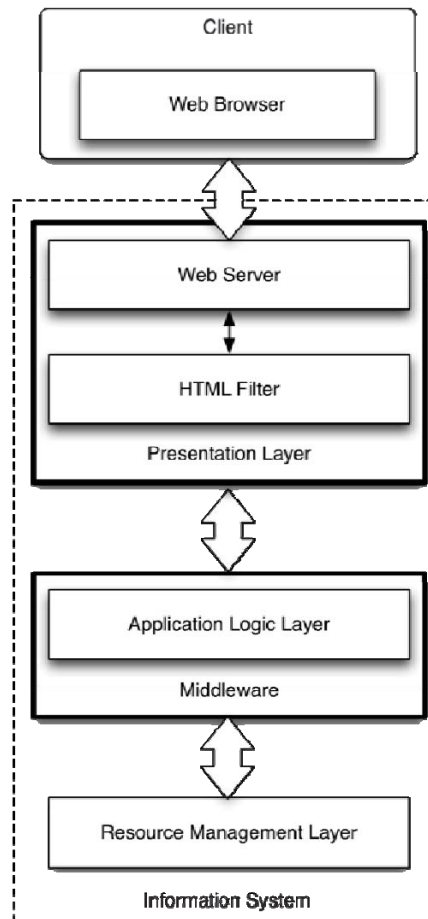 Client
Web Browser
Web Server
HTML Filter
Presentation Layer
Application Logic Layer
Middleware
Resource Management Layer
Information System